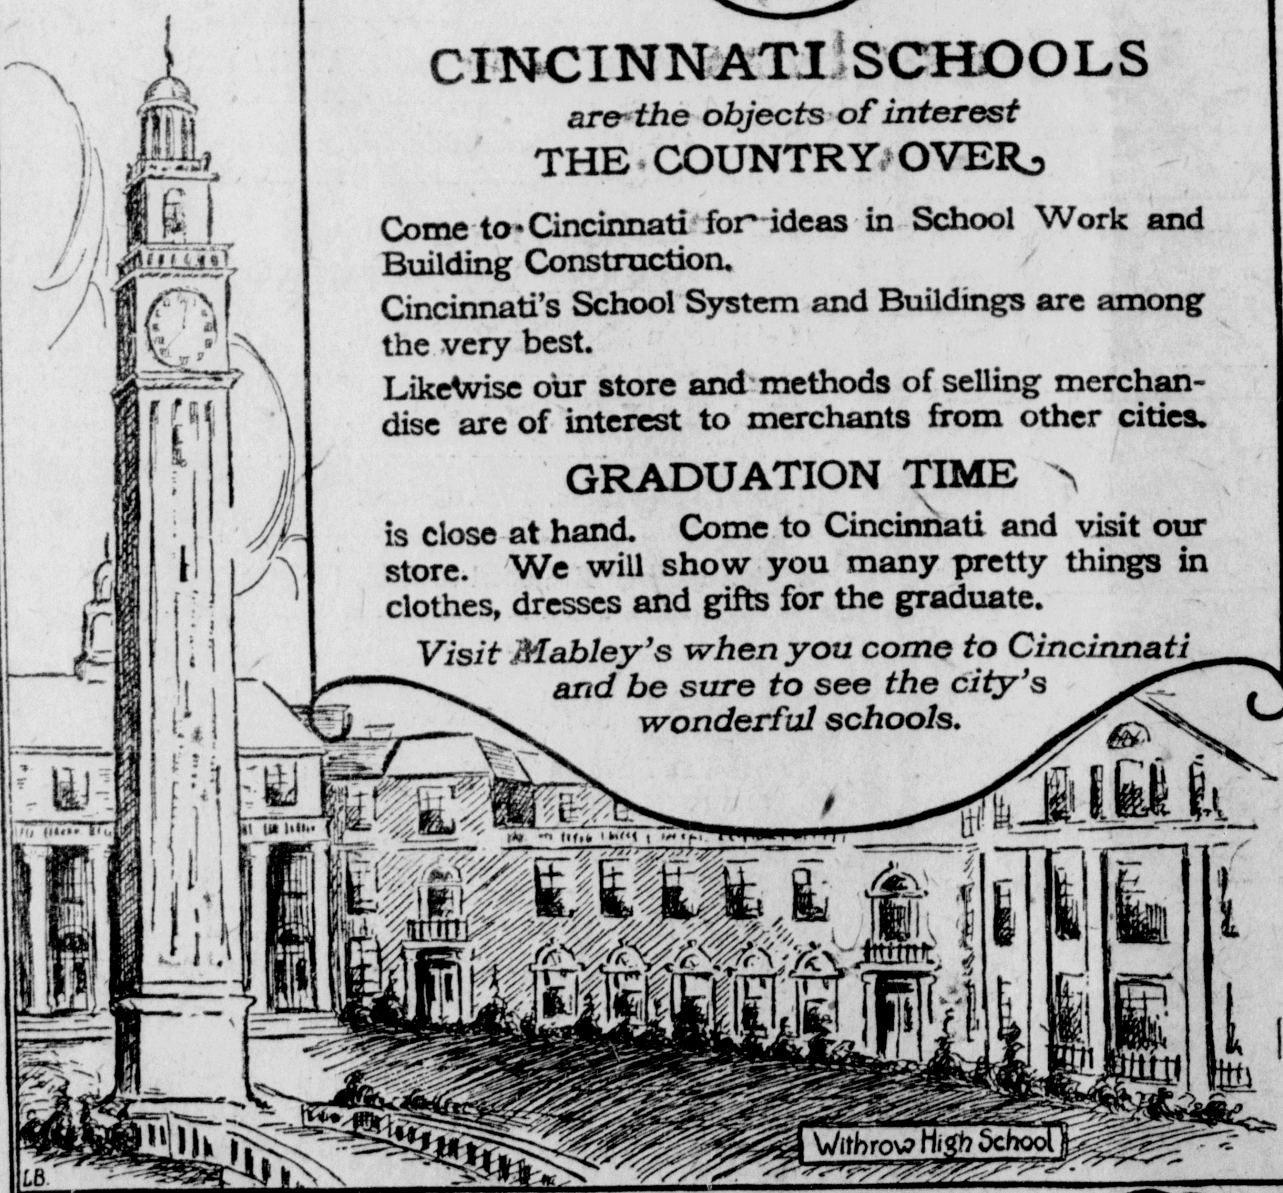 CINCINNATI SCHOOLS
are the objects of interest
THE COUNTRY OVER,
Come to Cincinnati for ideas in School Work and
Building Construction.
Cincinnati's School System and Buildings are among
the very best.
Likewise our store and methods of selling merchan-
dise are of interest to merchants from other cities.
GRADUATION TIME
is close at hand. Come to Cincinnati and visit our
store. We will show you many pretty things in
clothes, dresses and gifts for the graduate.
Visit Mabley's when you come to Cincinnati
and be sure to see the city's
wonderful schools.
Withrow High School
LB.